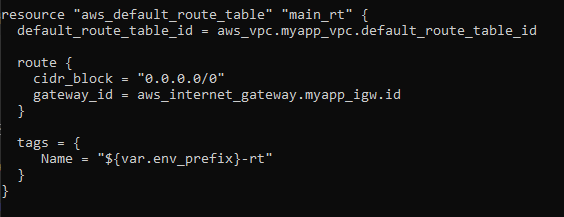 resource "aws_default_route_table" "main_rt" {
  default_route_table_id = aws_vpc.myapp_vpc.default_route_table_id

  route {
    cidr_block = "0.0.0.0/0"
    gateway_id = aws_internet_gateway.myapp_igw.id
  }

  tags = {
     Name = "${var.env_prefix}-rt"
  }
}